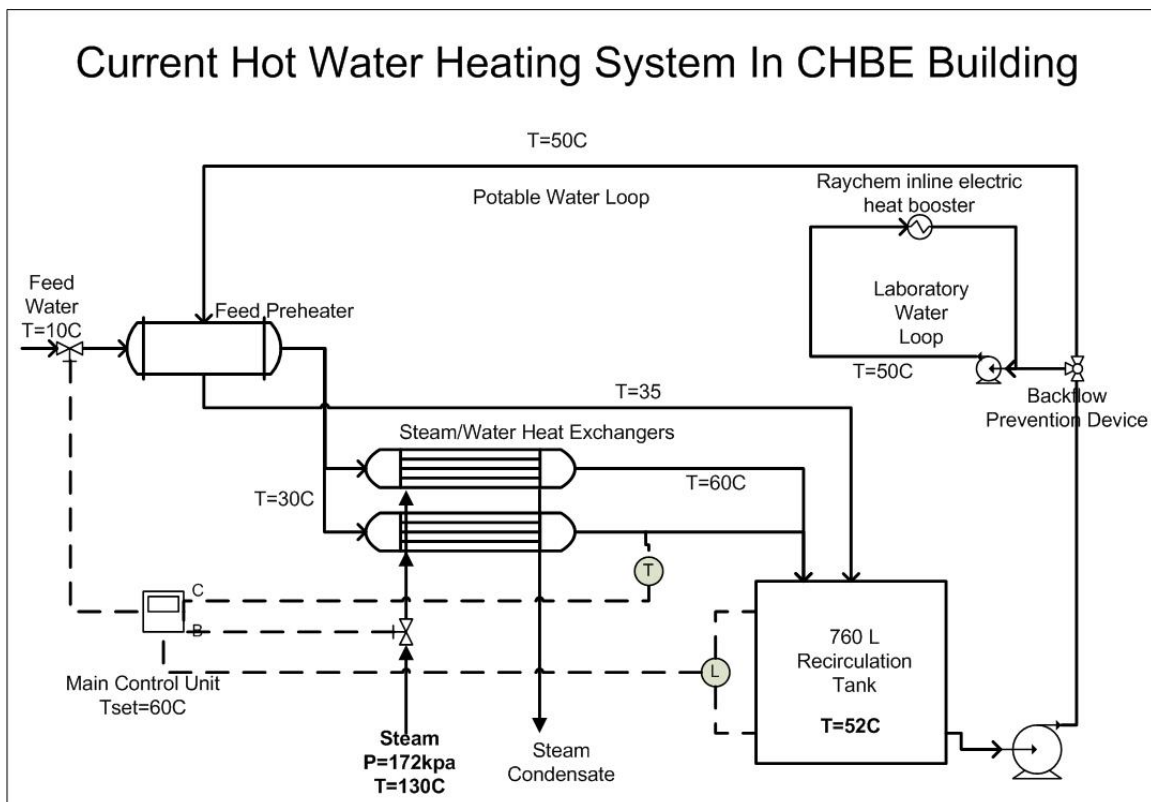 Current Hot Water Heating System In CHBE Building
T=50C
Potable Water Loop
Raychem inline electric
heat booster
Feed
Water
T=10C
Feed Preheater
Laboratory
Water
Loop
T=50C
Backflow
Prevention Device
T=35
Steam/Water Heat Exchangers
T=60C
T=30C
T
C
B
760 L
Recirculation
Tank
T=52C
L
Main Control Unit
Tset=60C
Steam
P=172kpa
T=130C
Steam
Condensate